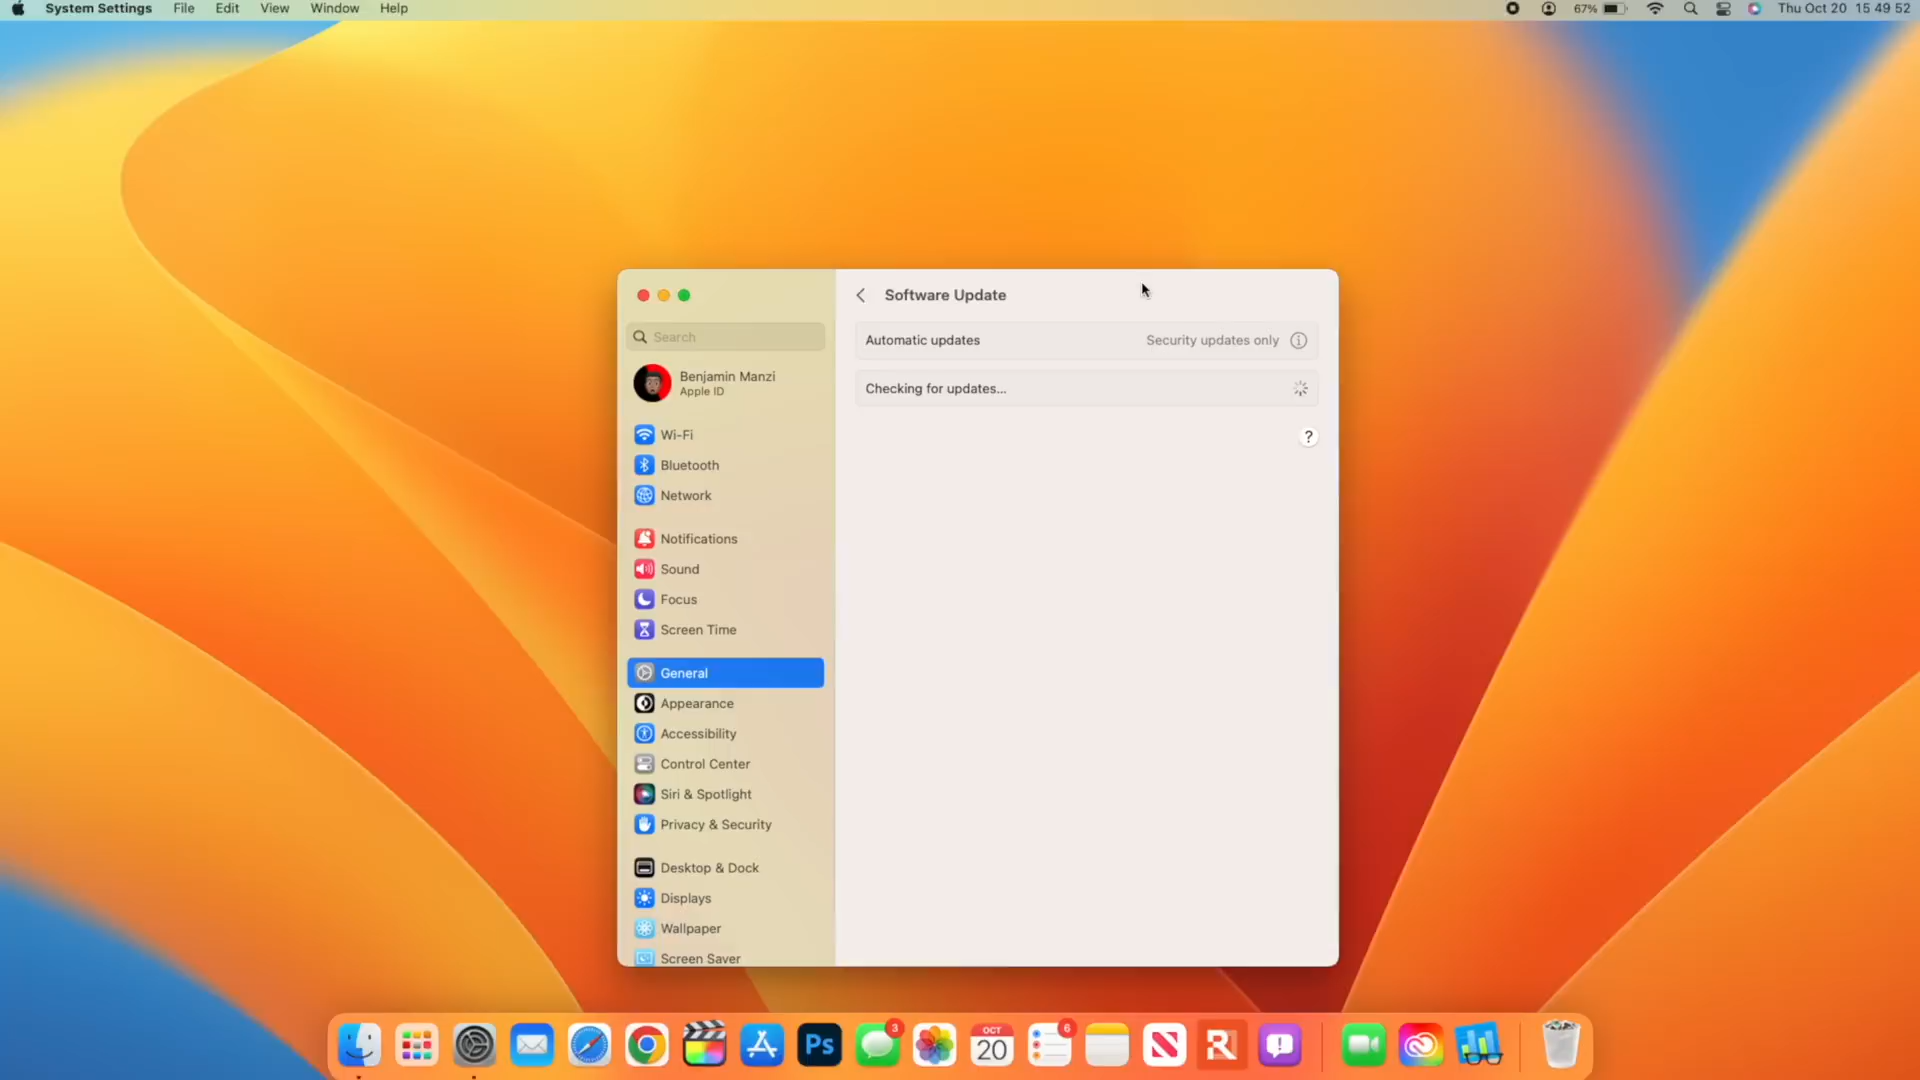 System Settings File Edit View Window Help 67% Thu Oct 20 15 49 52
Software Update
Search
Automatic updates Security updates only
Benjamin Manzi
Apple ID
Checking for updates...
?
Wi-Fi
Bluetooth
Network
Notifications
Sound
Focus
Screen Time
General
Appearance
Accessibility
Control Center
Siri & Spotlight
Privacy & Security
Desktop & Dock
Displays
Wallpaper
Screen Saver
Ps 3 OCT 20 6 R !